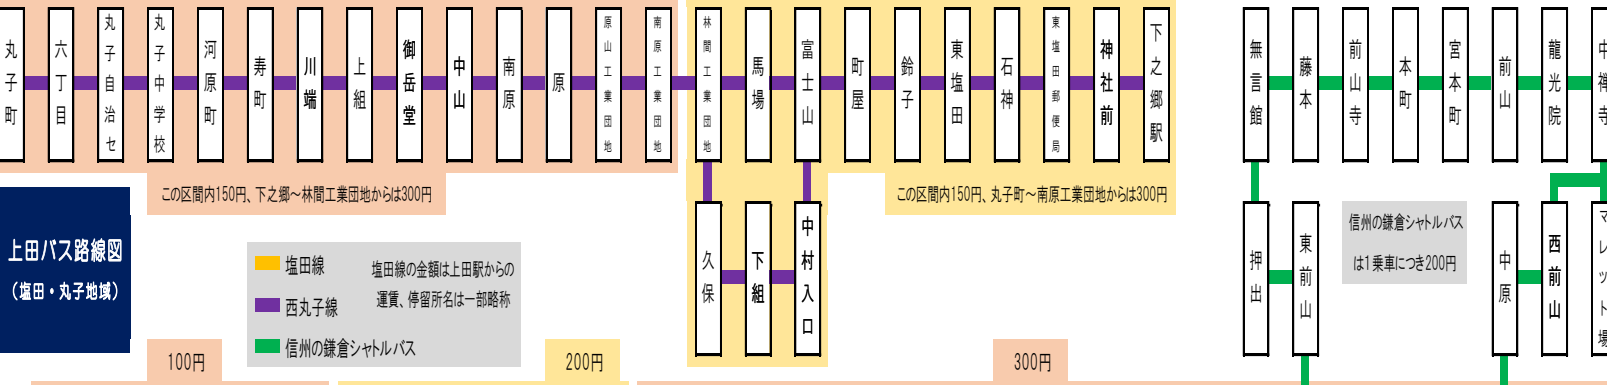 丸子町
六丁目
丸子自治セ
丸子中学校
河原町
寿町
川端
上組
御岳堂
中山
南原
原
原山工業団地
南原工業団地
林間工業団地
馬場
富士山
町屋
鈴子
東塩田
石神
東塩田郵便局
神社前
下之郷駅
無言館
藤本
前山寺
本町
宮本町
前山
龍光院
中禅寺
この区間内150円、下之郷～林間工業団地からは300円
この区間内150円、丸子町～南原工業団地からは300円
久保
下組
中村入口
押出
東前山
信州の鎌倉シャトルバス
は1乗車につき200円
中原
西前山
マレット場
上田バス路線図
（塩田・丸子地域）
塩田線
西丸子線
信州の鎌倉シャトルバス
塩田線の金額は上田駅からの
運賃、停留所名は一部略称
100円
200円
300円